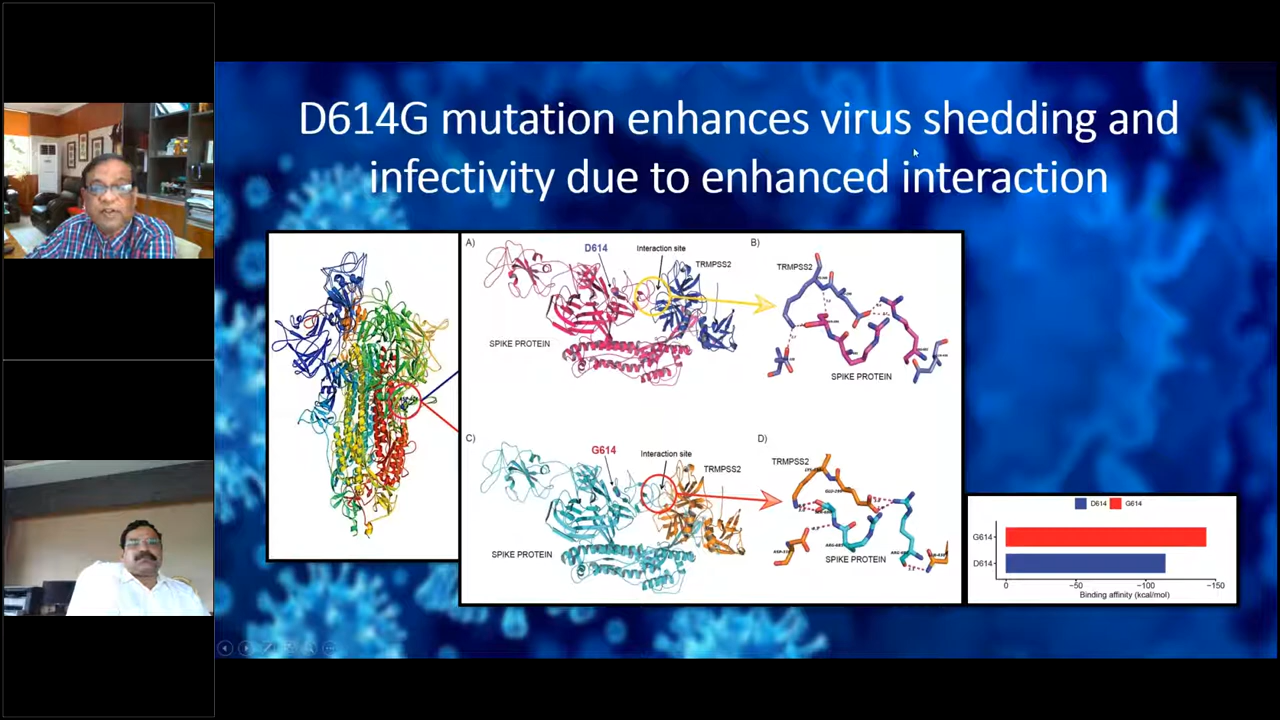 D614G mutation enhances virus shedding and
infectivity due to enhanced interaction
A)
D614
Interaction site
TRMPSS2
SPIKE PROTEIN
B)
TRMPSS2
SPIKE PROTEIN
C)
G614
Interaction site
TRMPSS2
SPIKE PROTEIN
D)
TRMPSS2
SPIKE PROTEIN
D614 G614
G614
D614
0 −50 −100 −150
Binding affinity (kcal/mol)